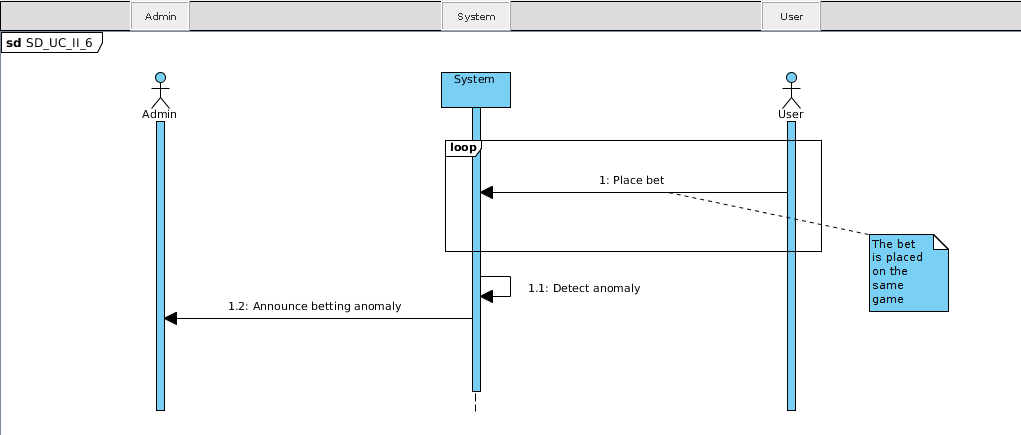 Admin
System
User
sd SD_UC_II_6
System
Admin
User
loop
1: Place bet
The bet
is placed
on the
same
game
1.1: Detect anomaly
1.2: Announce betting anomaly